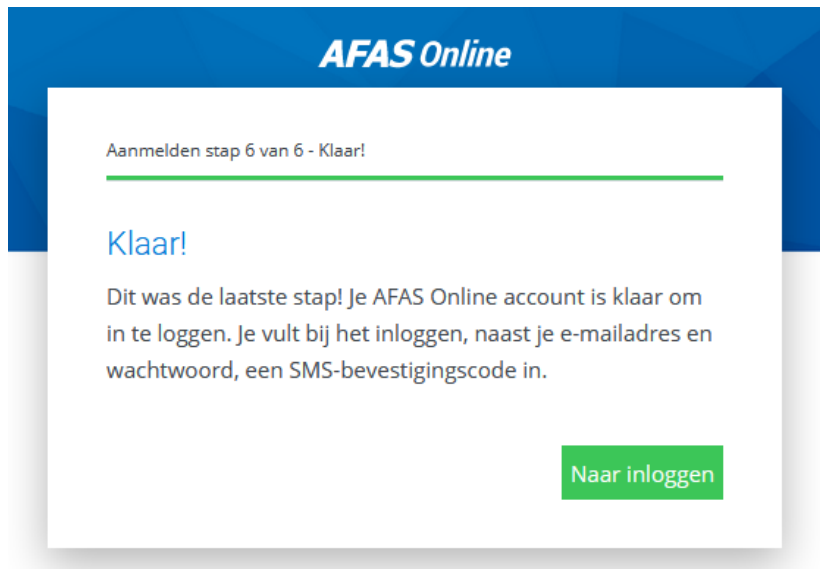 AFAS Online
Aanmelden stap 6 van 6 - Klaar!
Klaar!
Dit was de laatste stap! Je AFAS Online account is klaar om
in te loggen. Je vult bij het inloggen, naast je e-mailadres en
wachtwoord, een SMS-bevestigingscode in.
Naar inloggen